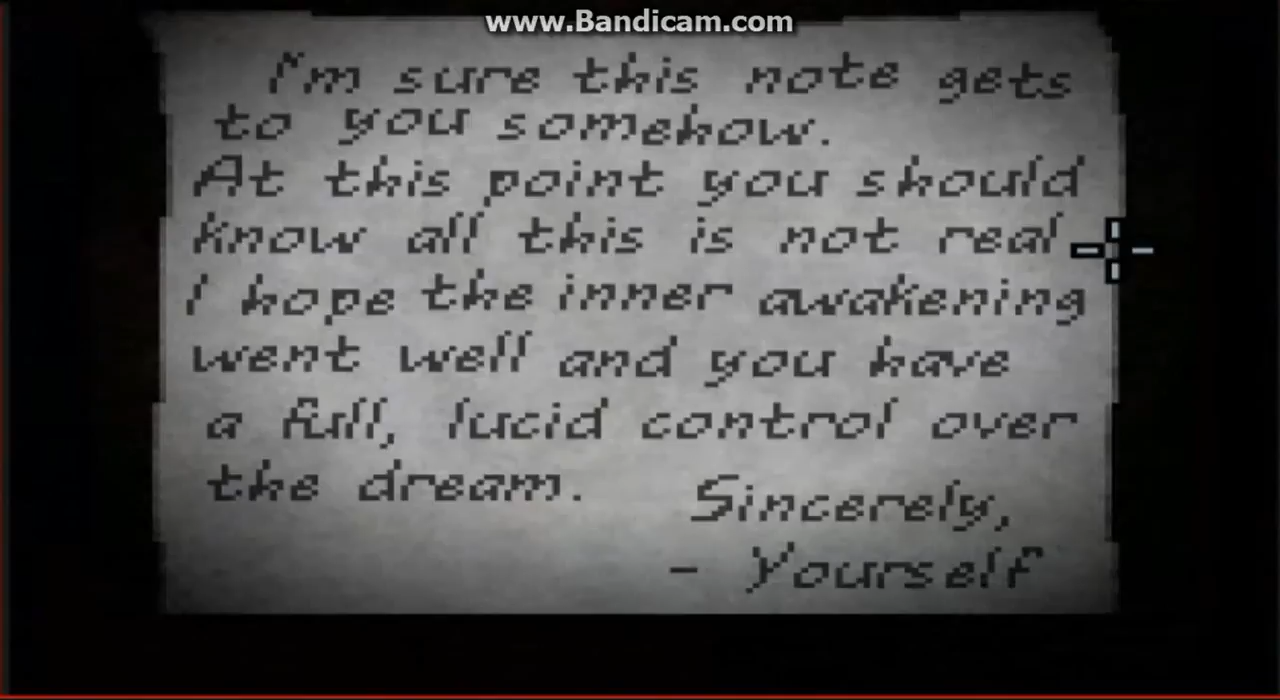 www.Bandicam.com
I'm sure this note gets
to you somehow.
At this point you should
know all this is not real
I hope the inner awakening
went well and you have
a full, lucid control over
the dream.
Sincerely,
- Yourself